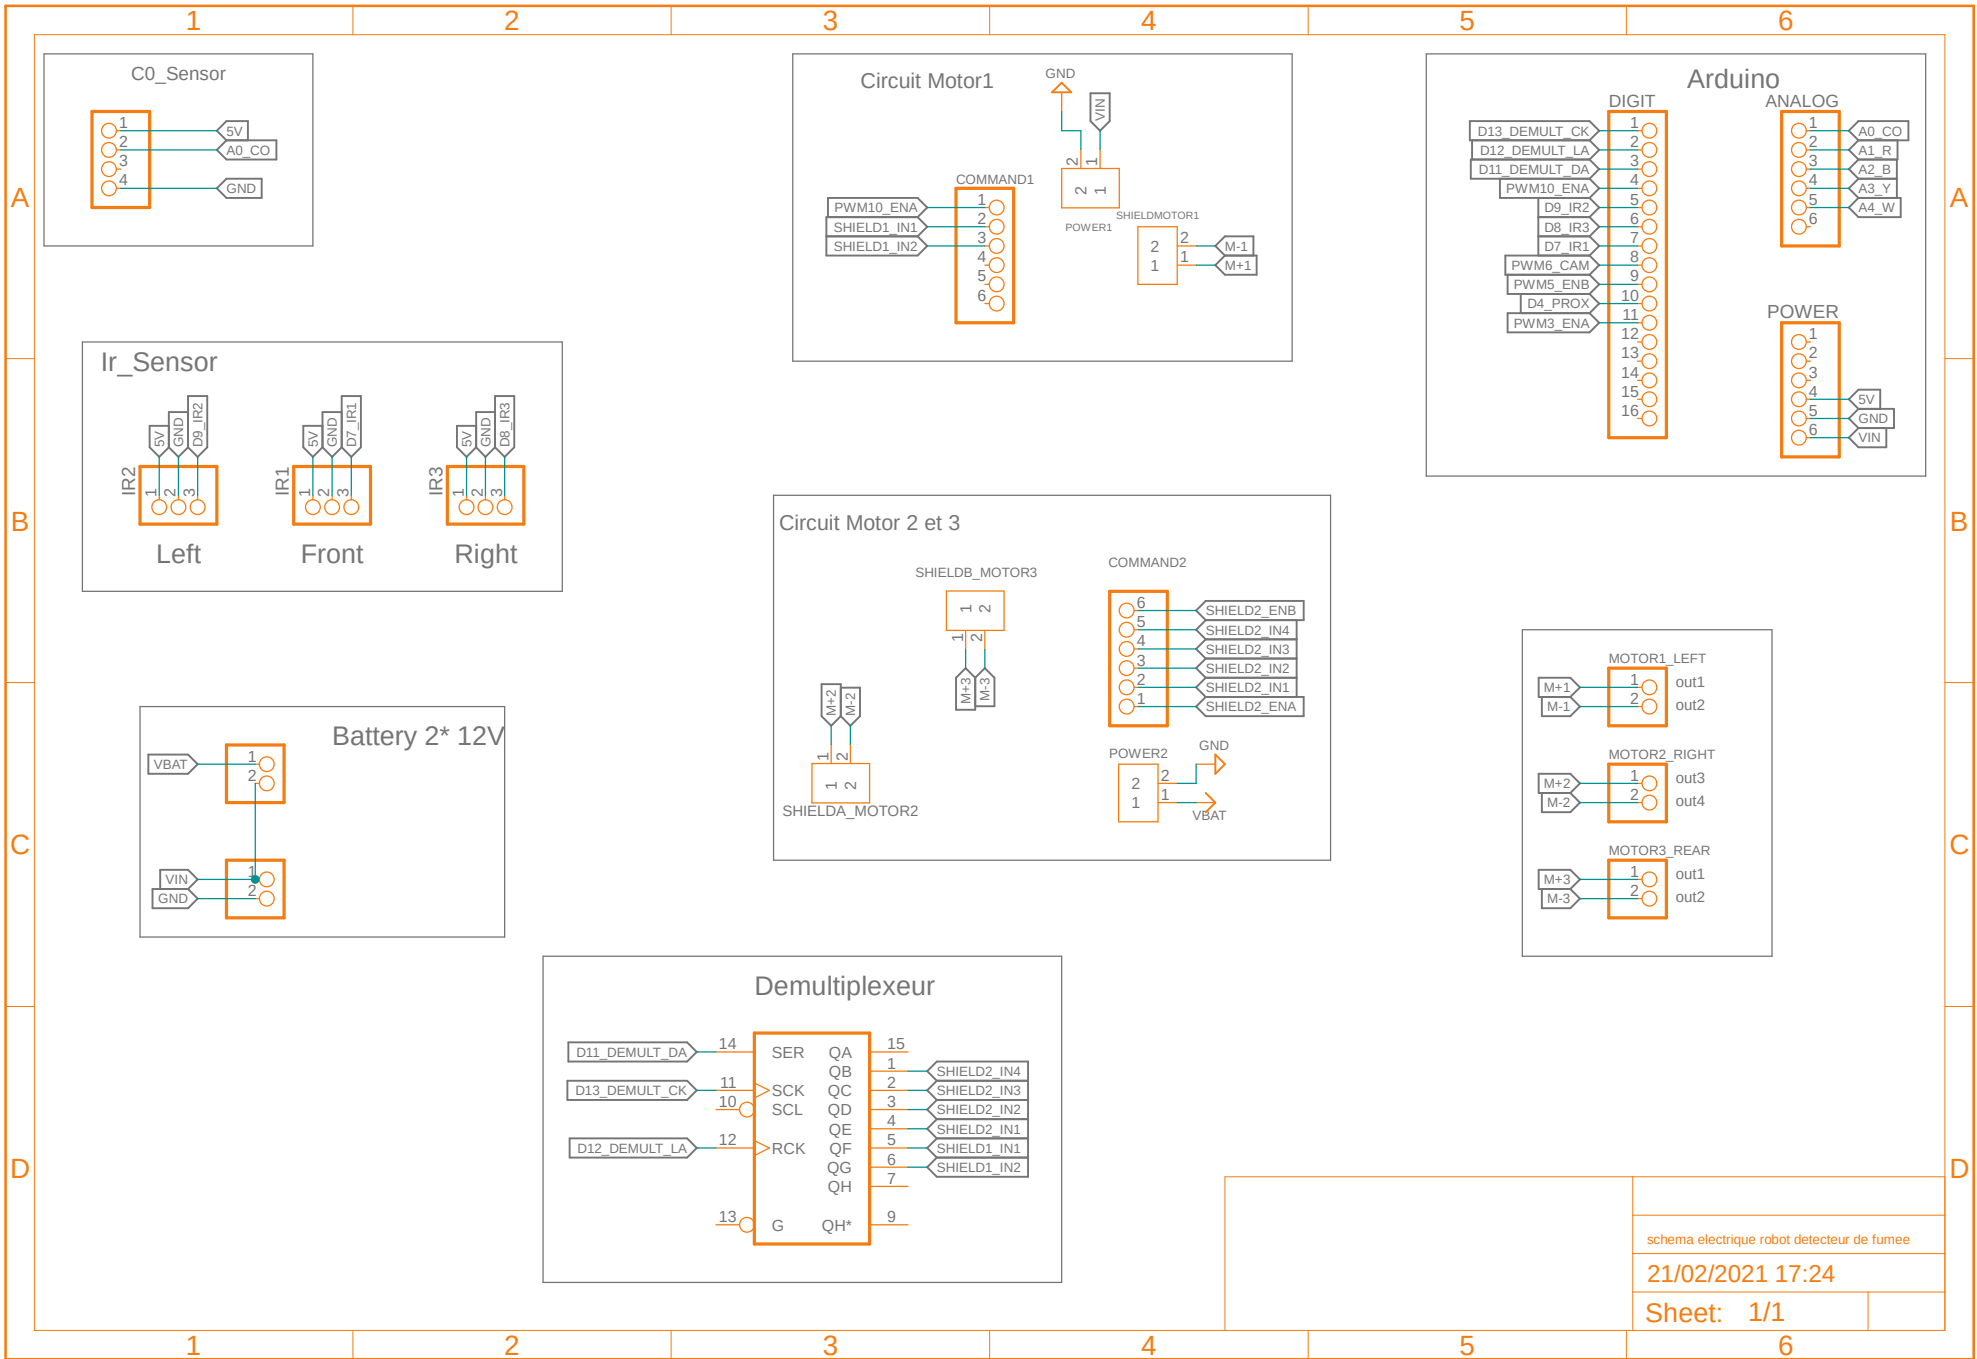 1 2 3 4 5 6
A
B
C
D
A
B
C
D
C0_Sensor
1
2
3
4
5V
A0_CO
GND
Circuit Motor1
GND
VIN
2 1
2 1
POWER1
COMMAND1
PWM10_ENA
SHIELD1_IN1
SHIELD1_IN2
1
2
3
4
5
6
SHIELDMOTOR1
2 2 M-1
1 1 M+1
Arduino
DIGIT
D13_DEMULT_CK 1
D12_DEMULT_LA 2
D11_DEMULT_DA 3
PWM10_ENA 4
D9_IR2 5
D8_IR3 6
D7_IR1 7
PWM6_CAM 8
PWM5_ENB 9
D4_PROX 10
PWM3_ENA 11
12
13
14
15
16
ANALOG
1 A0_CO
2 A1_R
3 A2_B
4 A3_Y
5 A4_W
6
POWER
1
2
3
4 5V
5 GND
6 VIN
Ir_Sensor
5V GND D9_IR2
IR2
1 2 3
Left
5V GND D7_IR1
IR1
1 2 3
Front
5V GND D8_IR3
IR3
1 2 3
Right
Circuit Motor 2 et 3
SHIELDB_MOTOR3
1 2
1 2
M+3 M-3
M+2 M-2
1 2
1 2
SHIELDA_MOTOR2
COMMAND2
6 SHIELD2_ENB
5 SHIELD2_IN4
4 SHIELD2_IN3
3 SHIELD2_IN2
2 SHIELD2_IN1
1 SHIELD2_ENA
POWER2
GND
2 2
1 1
VBAT
MOTOR1_LEFT
M+1 1 out1
M-1 2 out2
MOTOR2_RIGHT
M+2 1 out3
M-2 2 out4
MOTOR3_REAR
M+3 1 out1
M-3 2 out2
Battery 2* 12V
VBAT 1
2
VIN 1
GND 2
Demultiplexeur
D11_DEMULT_DA 14 SER QA 15
QB 1 SHIELD2_IN4
D13_DEMULT_CK 11 SCK QC 2 SHIELD2_IN3
10 SCL QD 3 SHIELD2_IN2
QE 4 SHIELD2_IN1
D12_DEMULT_LA 12 RCK QF 5 SHIELD1_IN1
QG 6 SHIELD1_IN2
QH 7
13 G QH* 9
schema electrique robot detecteur de fumee
21/02/2021 17:24
Sheet: 1/1
1 2 3 4 5 6